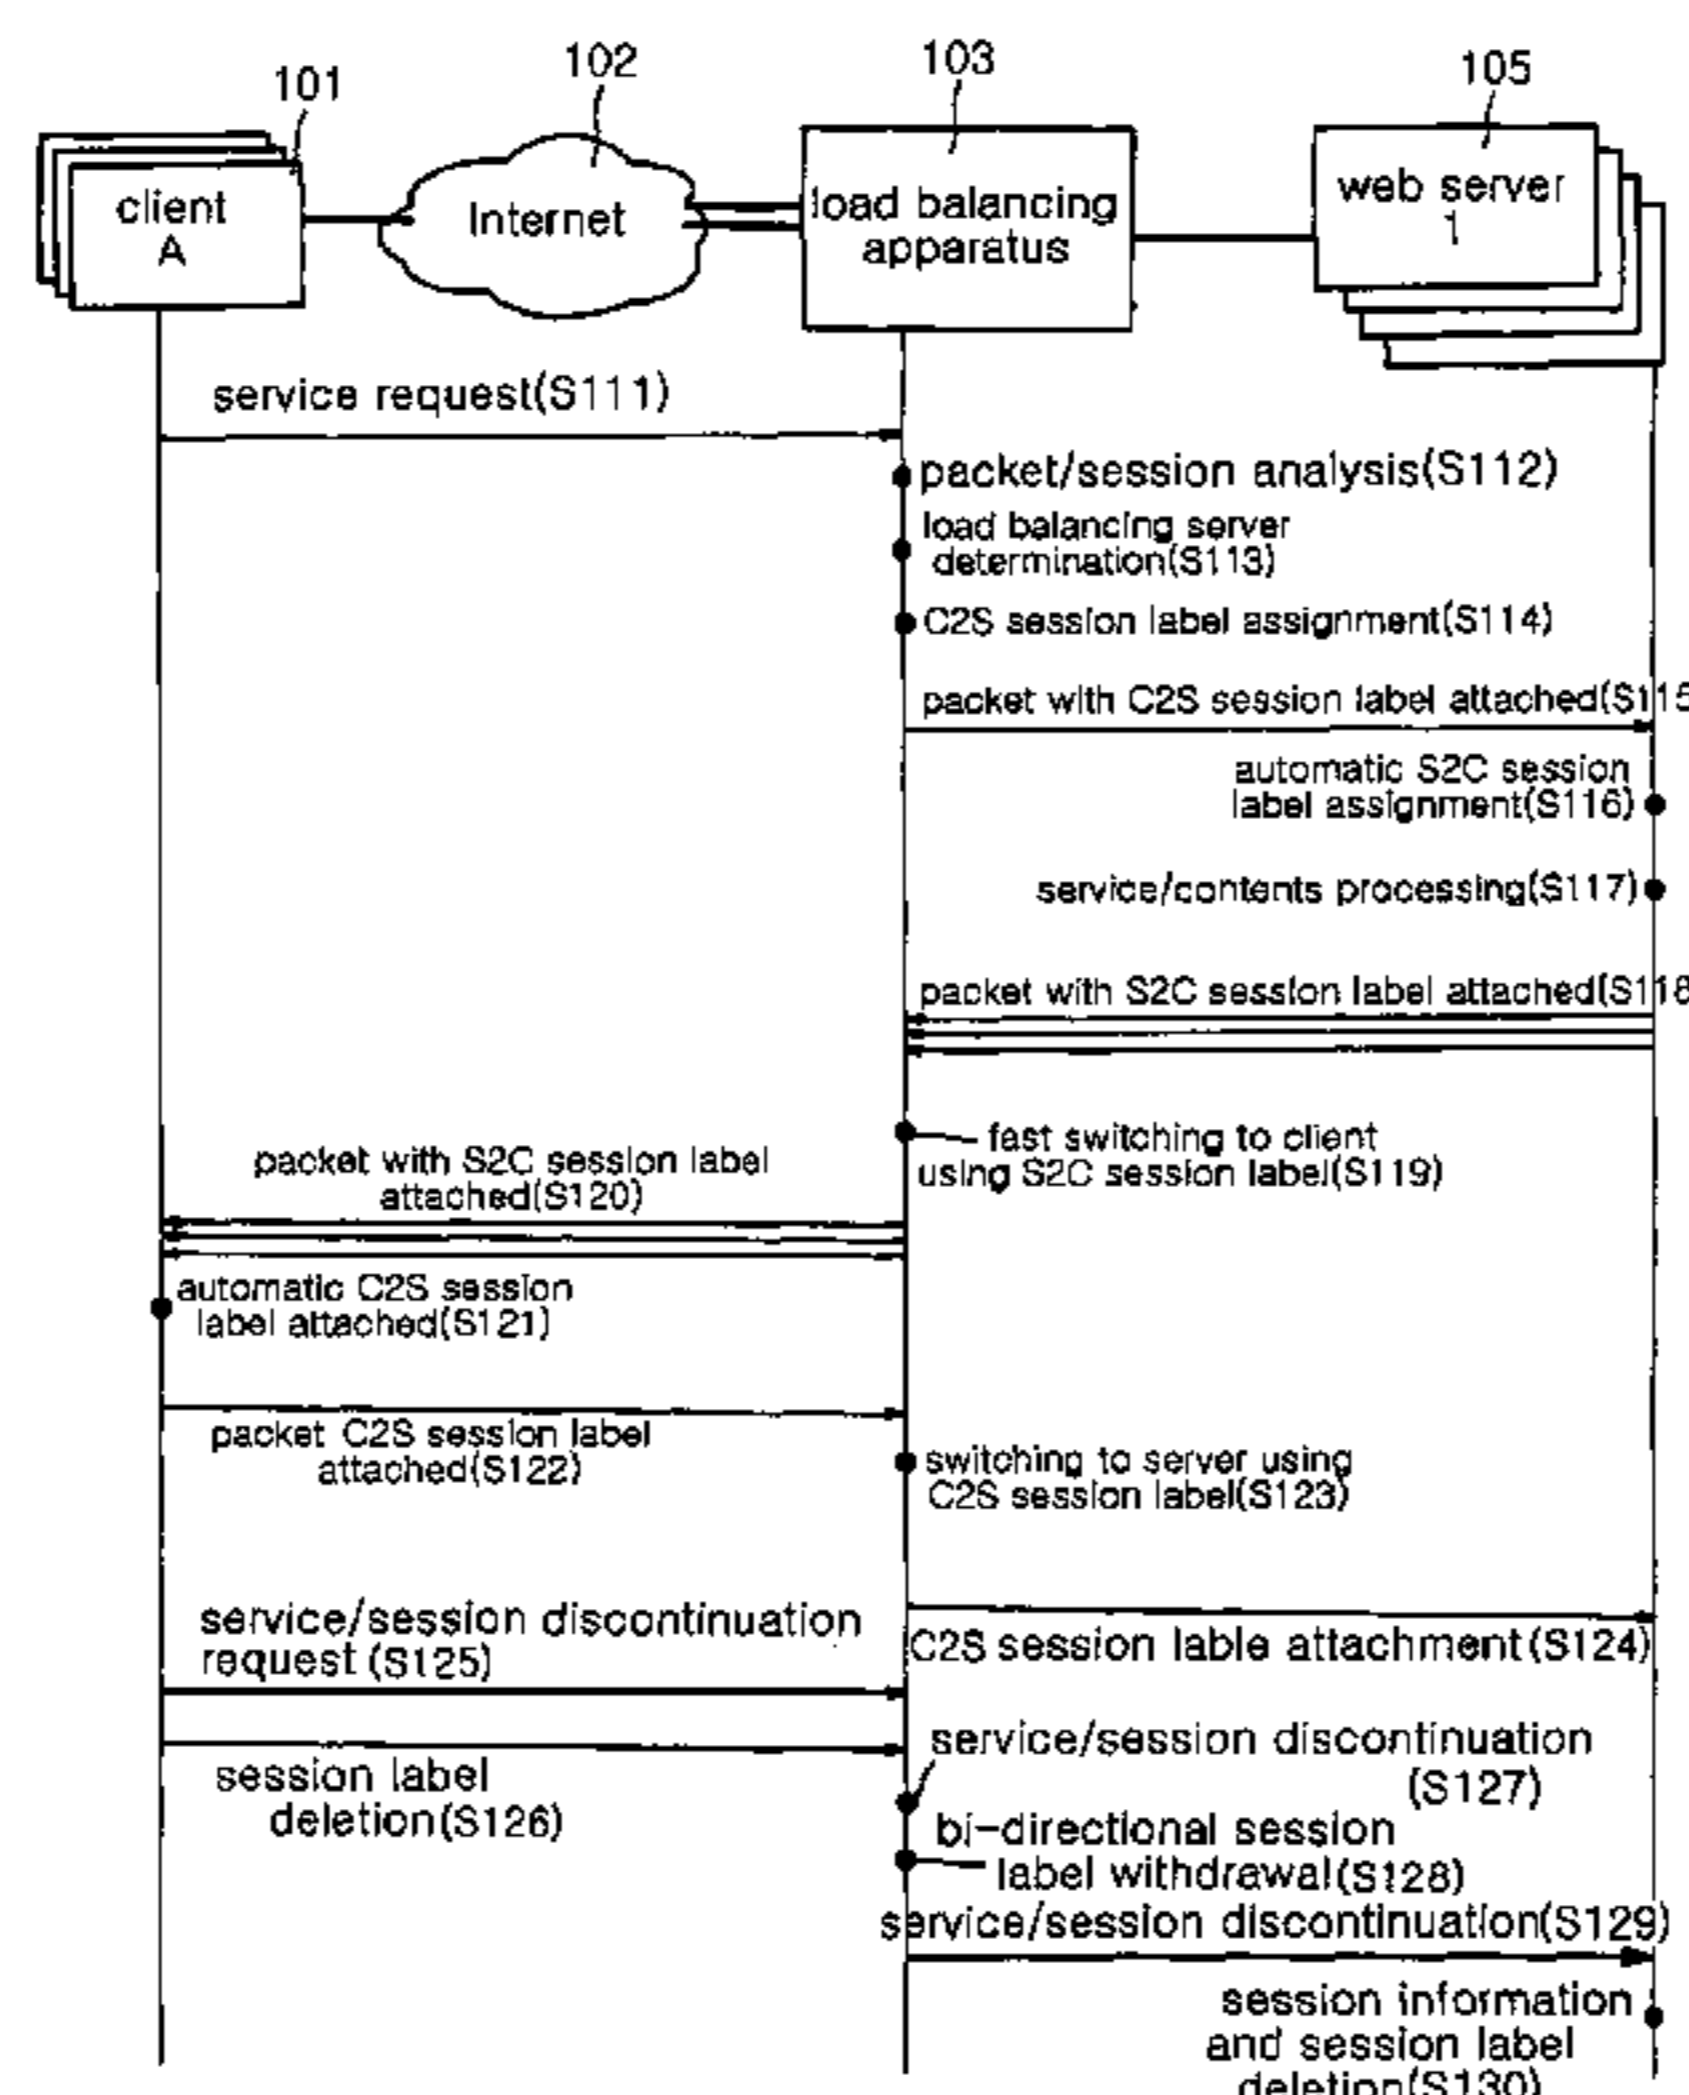 101
102
103
105
client
A
Internet
load balancing
apparatus
web server
1
service request(S111)
packet/session analysis(S112)
load balancing server
determination(S113)
C2S session label assignment(S114)
packet with C2S session label attached(S115
automatic S2C session
label assignment(S116)
service/contents processing(S117)
packet with S2C session label attached(S118
fast switching to client
using S2C session label(S119)
packet with S2C session label
attached(S120)
automatic C2S session
label attached(S121)
packet C2S session label
attached(S122)
switching to server using
C2S session label(S123)
service/session discontinuation
request(S125)
C2S session lable attachment(S124)
session label
deletion(S126)
service/session discontinuation
(S127)
bi-directional session
label withdrawal(S128)
service/session discontinuation(S129)
session information
and session label
deletion(S130)